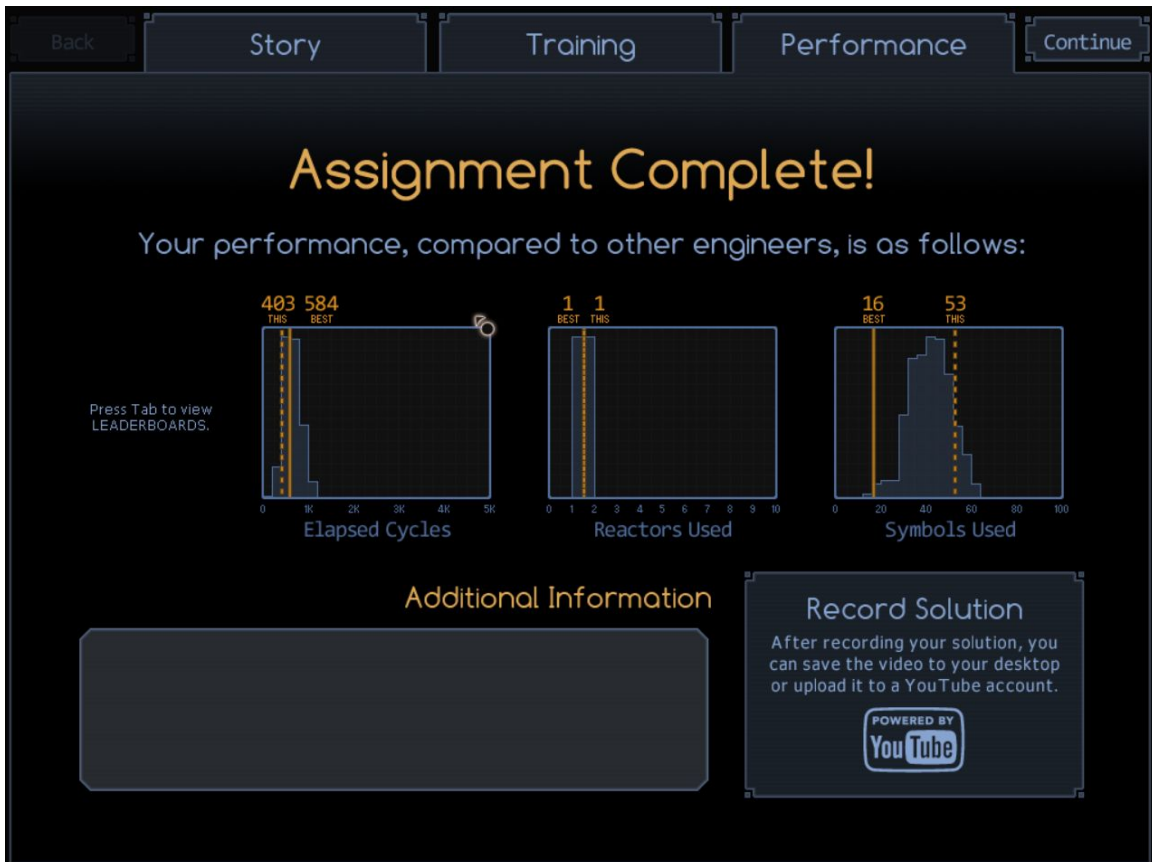 Back
Story
Training
Performance
Continue
Assignment Complete!
Your performance, compared to other engineers, is as follows:
403 584
THIS BEST
1 1
BEST THIS
16 53
BEST THIS
Press Tab to view
LEADERBOARDS.
0 1K 2K 3K 4K 5K
Elapsed Cycles
0 1 2 3 4 5 6 7 8 9 10
Reactors Used
0 20 40 60 80 100
Symbols Used
Additional Information
Record Solution
After recording your solution, you
can save the video to your desktop
or upload it to a YouTube account.
POWERED BY
YouTube